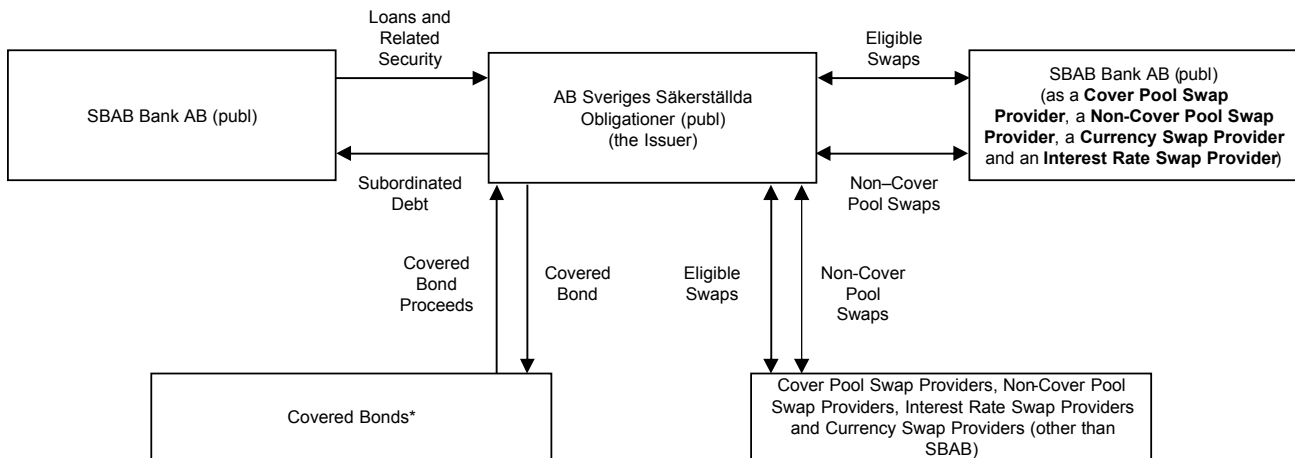 Loans and
Related
Security
Eligible
Swaps
SBAB Bank AB (publ)
AB Sveriges Säkerställda
Obligationer (publ)
(the Issuer)
SBAB Bank AB (publ)
(as a Cover Pool Swap
Provider, a Non-Cover Pool Swap
Provider, a Currency Swap Provider
and an Interest Rate Swap Provider)
Subordinated
Debt
Non–Cover
Pool Swaps
Covered
Bond
Proceeds
Covered
Bond
Eligible
Swaps
Non-Cover
Pool
Swaps
Covered Bonds*
Cover Pool Swap Providers, Non-Cover Pool
Swap Providers, Interest Rate Swap Providers
and Currency Swap Providers (other than
SBAB)